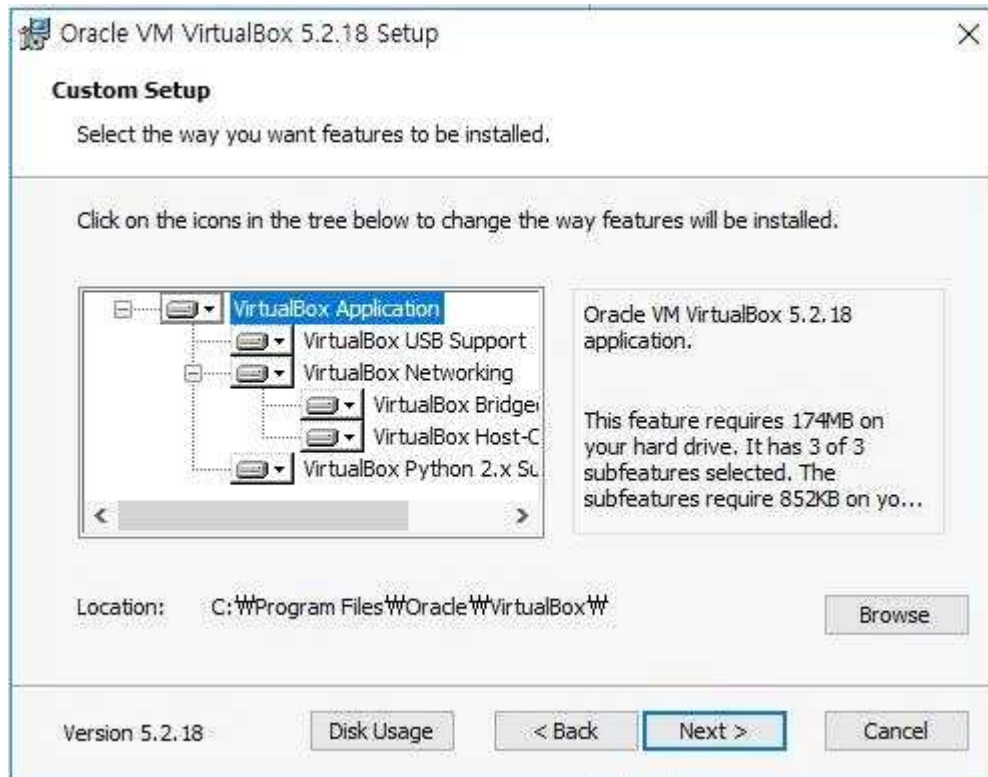 Oracle VM VirtualBox 5.2.18 Setup
Custom Setup
Select the way you want features to be installed.
Click on the icons in the tree below to change the way features will be installed.
VirtualBox Application
VirtualBox USB Support
VirtualBox Networking
VirtualBox Bridge
VirtualBox Host-C
VirtualBox Python 2.x Su
Oracle VM VirtualBox 5.2.18
application.
This feature requires 174MB on
your hard drive. It has 3 of 3
subfeatures selected. The
subfeatures require 852KB on yo...
Location: C:₩Program Files₩Oracle₩VirtualBox₩
Browse
Version 5.2.18
Disk Usage
< Back
Next >
Cancel